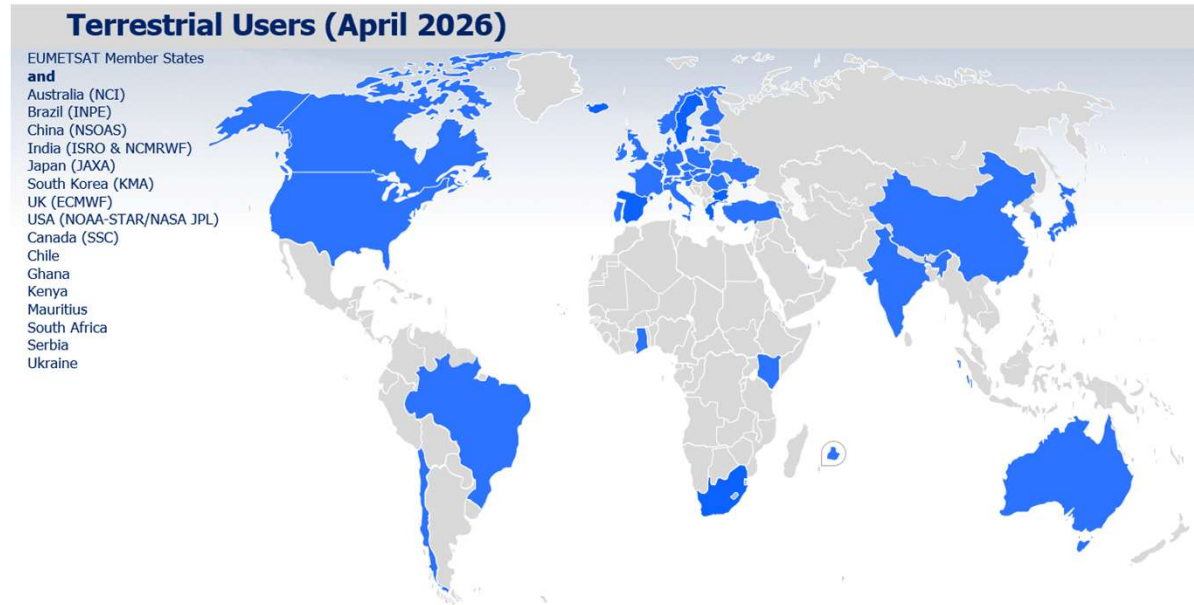 Terrestrial Users (April 2026)
EUMETSAT Member States
and
Australia (NCI)
Brazil (INPE)
China (NSOAS)
India (ISRO & NCMRWF)
Japan (JAXA)
South Korea (KMA)
UK (ECMWF)
USA (NOAA-STAR/NASA JPL)
Canada (SSC)
Chile
Ghana
Kenya
Mauritius
South Africa
Serbia
Ukraine